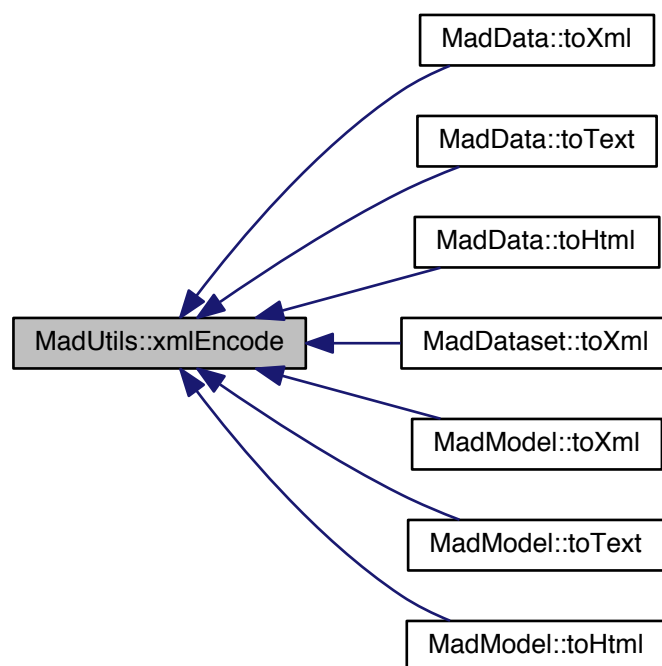 MadData::toXml
MadData::toText
MadData::toHtml
MadUtils::xmlEncode
MadDataset::toXml
MadModel::toXml
MadModel::toText
MadModel::toHtml